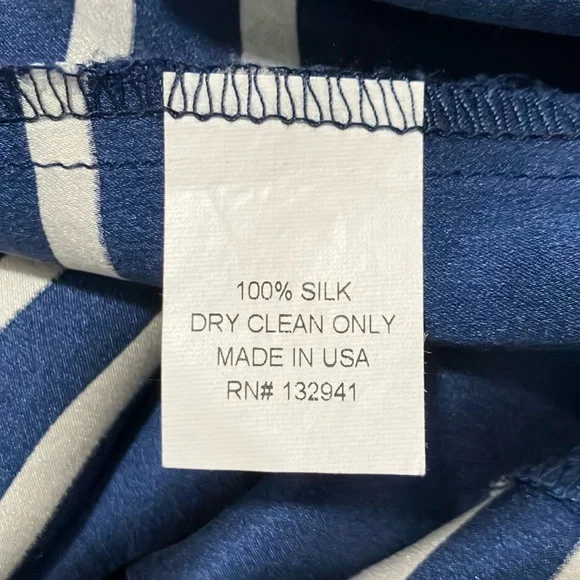 100% SILK
DRY CLEAN ONLY
MADE IN USA
RN# 132941